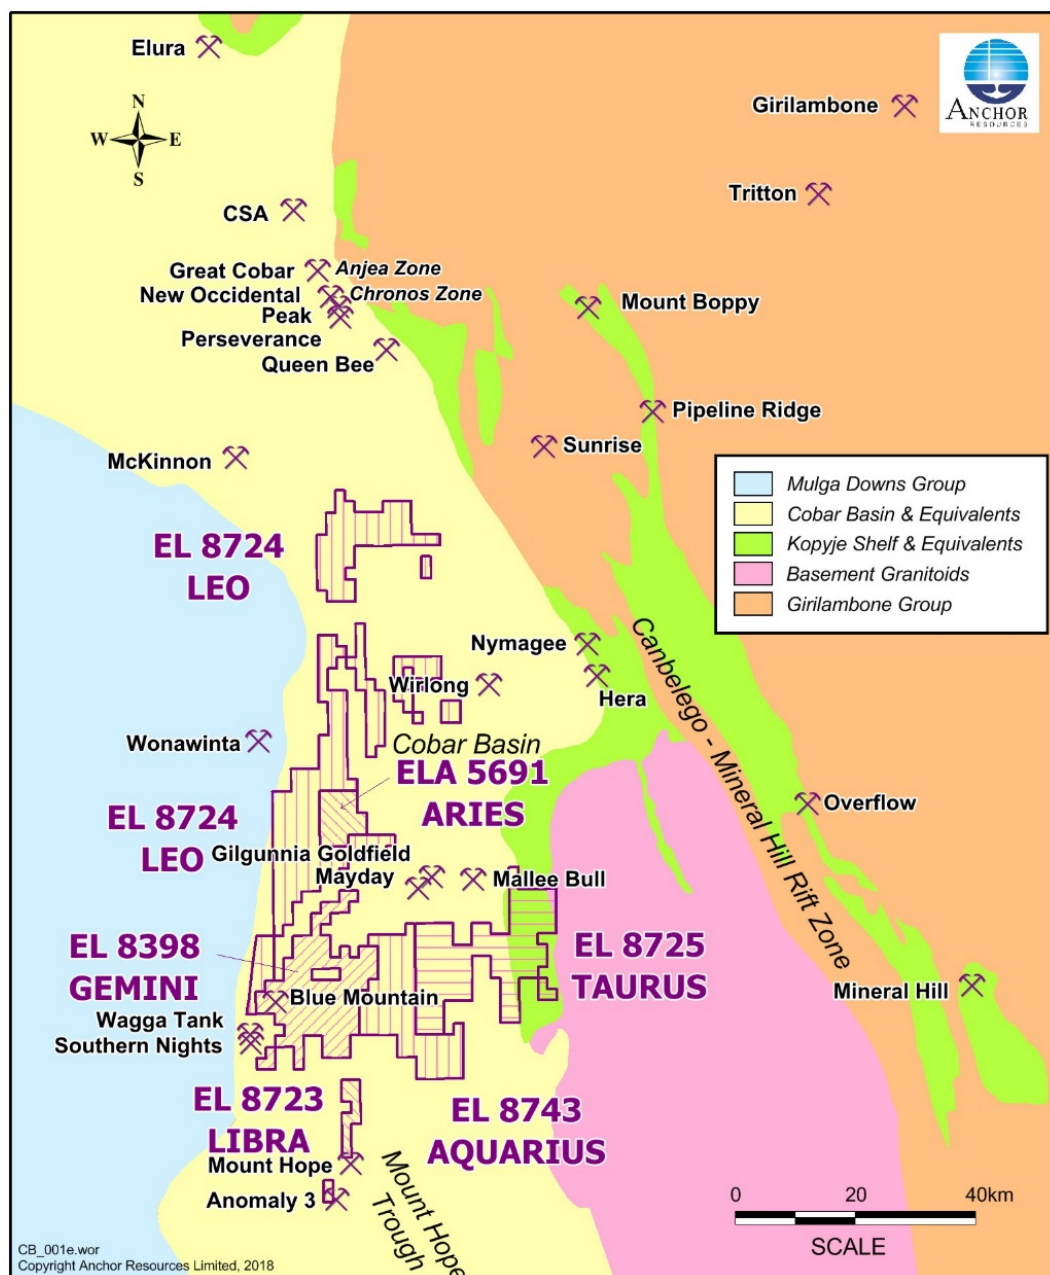 Elura
N
W E
S
ANCHOR
RESOURCES
Girilambone
Tritton
CSA
Great Cobar
Anjea Zone
New Occidental
Chronos Zone
Peak
Perseverance
Queen Bee
Mount Boppy
Pipeline Ridge
Sunrise
McKinnon
Mulga Downs Group
Cobar Basin & Equivalents
Kopyje Shelf & Equivalents
Basement Granitoids
Girilambone Group
EL 8724
LEO
Nymagee
Wirlong
Hera
Canbelego - Mineral Hill Rift Zone
Wonawinta
Cobar Basin
ELA 5691
ARIES
Overflow
EL 8724
LEO
Gilgunnia Goldfield
Mayday
Mallee Bull
EL 8398
GEMINI
EL 8725
TAURUS
Mineral Hill
Blue Mountain
Wagga Tank
Southern Nights
EL 8723
LIBRA
EL 8743
AQUARIUS
Mount Hope
Anomaly 3
Mount Hope
Trough
0 20 40km
SCALE
CB_001e.wor
Copyright Anchor Resources Limited, 2018